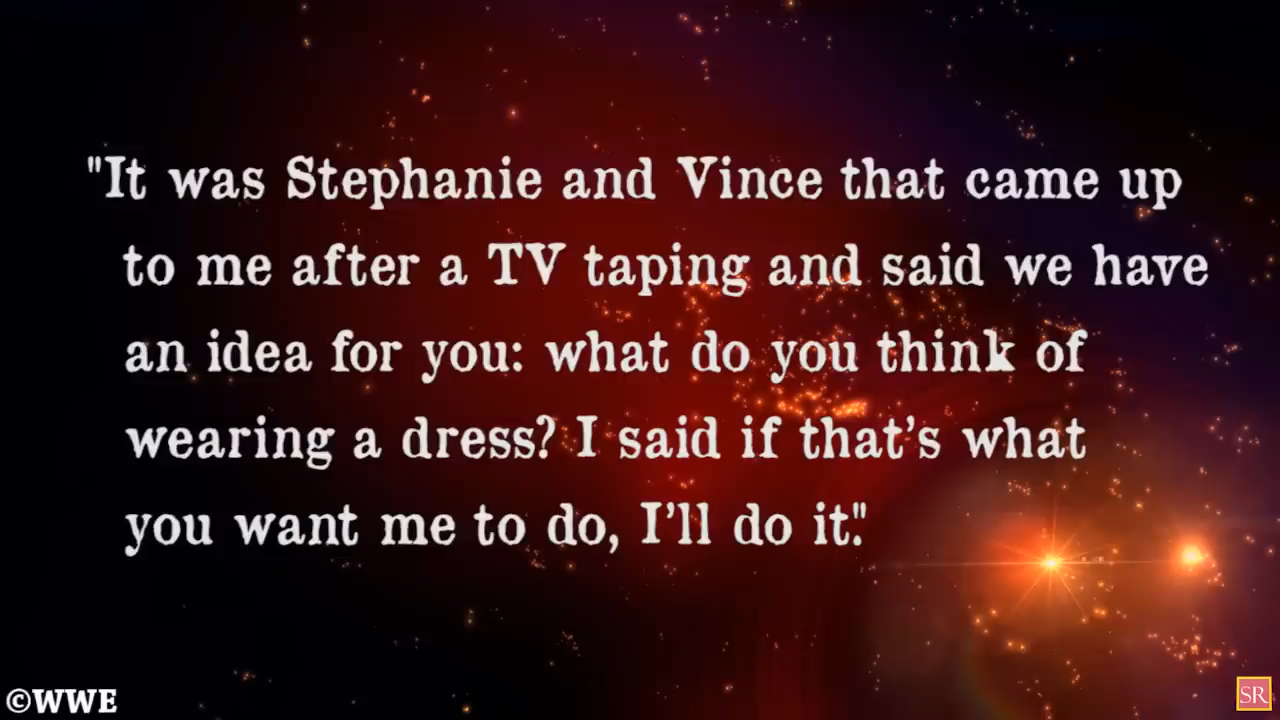 "It was Stephanie and Vince that came up
to me after a TV taping and said we have
an idea for you: what do you think of
wearing a dress? I said if that's what
you want me to do, I'll do it."
©WWE
SR